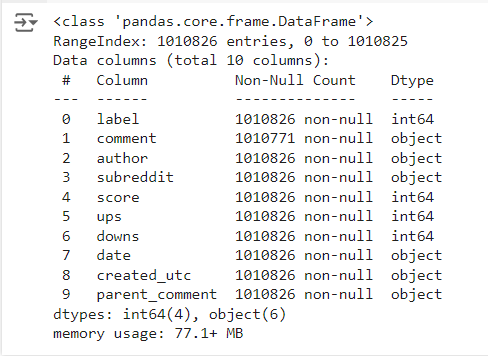 <class 'pandas.core.frame.DataFrame'>
RangeIndex: 1010826 entries, 0 to 1010825
Data columns (total 10 columns):
 #   Column          Non-Null Count    Dtype
---  ------          --------------    -----
 0   label           1010826 non-null  int64
 1   comment         1010771 non-null  object
 2   author          1010826 non-null  object
 3   subreddit       1010826 non-null  object
 4   score           1010826 non-null  int64
 5   ups             1010826 non-null  int64
 6   downs           1010826 non-null  int64
 7   date            1010826 non-null  object
 8   created_utc     1010826 non-null  object
 9   parent_comment  1010826 non-null  object
dtypes: int64(4), object(6)
memory usage: 77.1+ MB